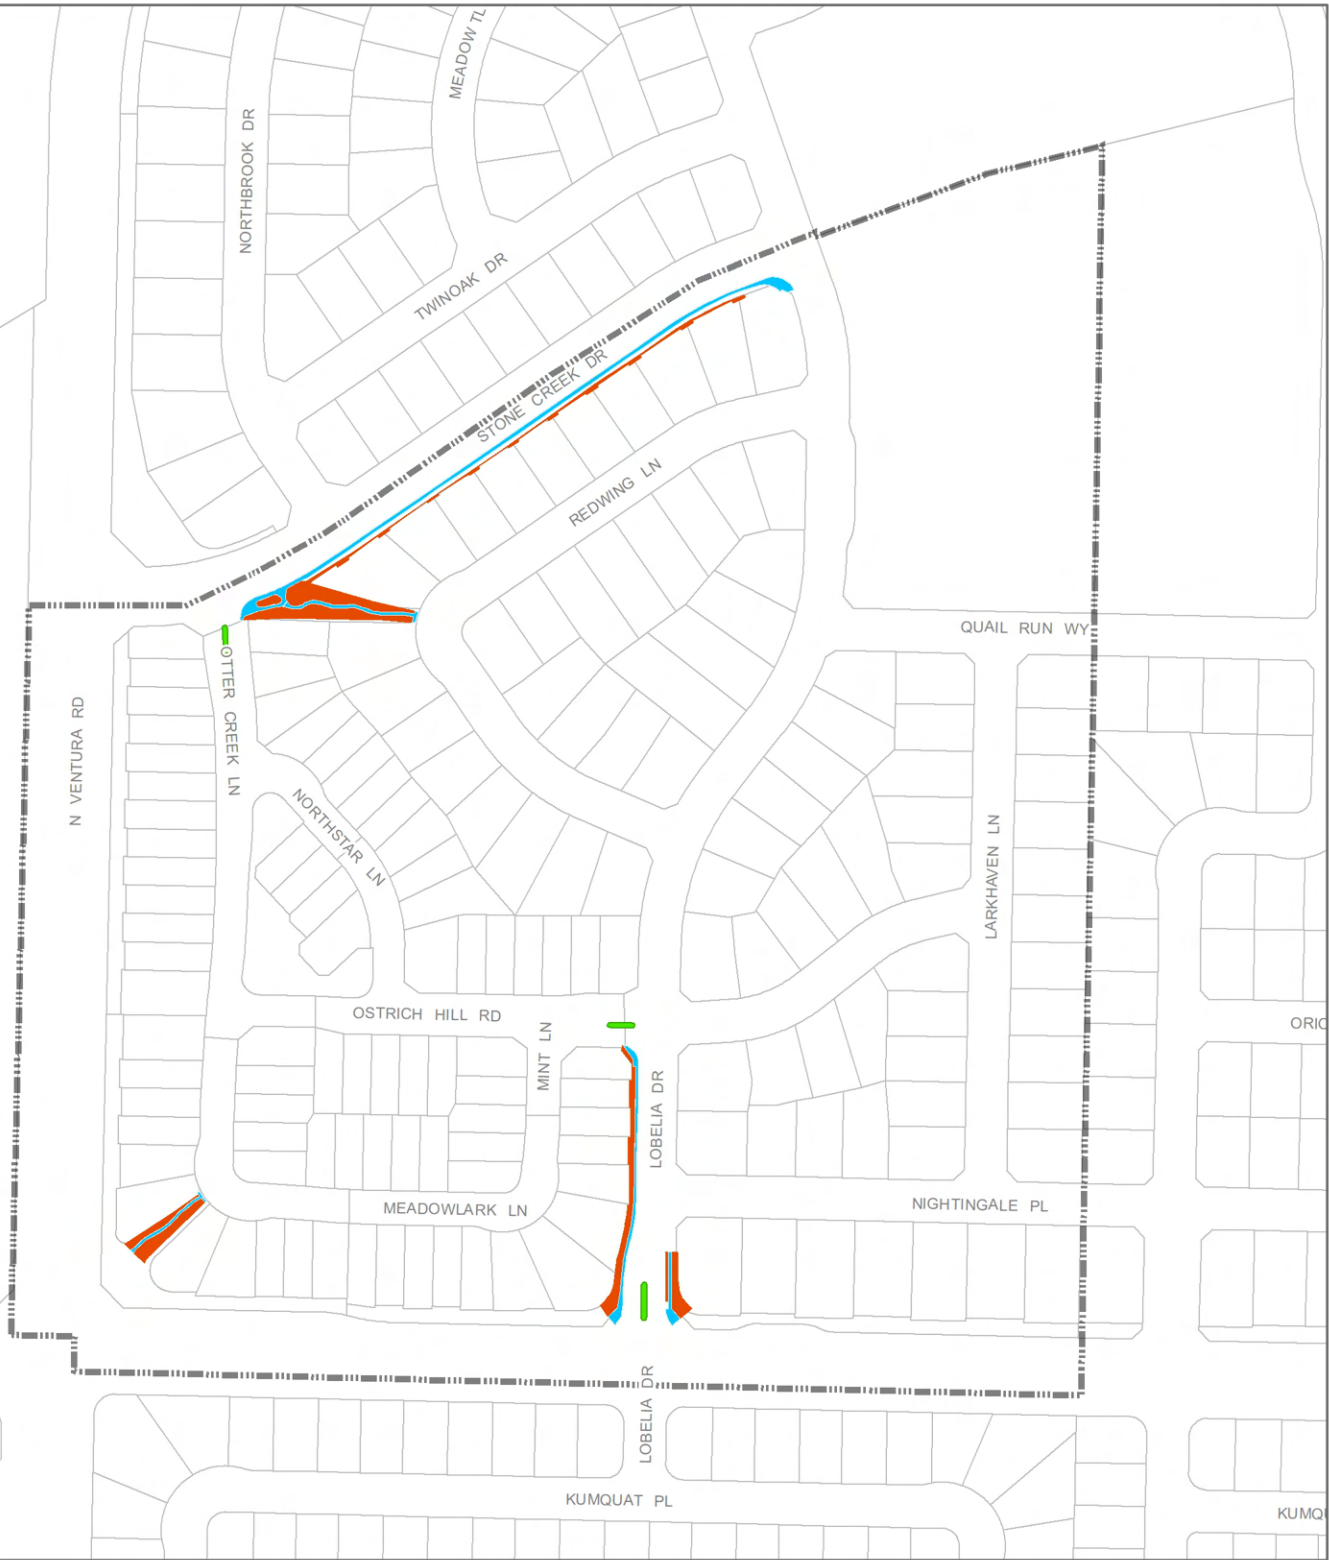 MEADOW TL
NORTHBROOK DR
TWINOAK DR
STONE CREEK DR
REDWING LN
QUAIL RUN WY
OTTER CREEK LN
N VENTURA RD
NORTHSTAR LN
LARKHAVEN LN
OSTRICH HILL RD
MINT LN
ORIO
LOBELIA DR
MEADOWLARK LN
NIGHTINGALE PL
LOBELIA DR
KUMQUAT PL
KUMQU